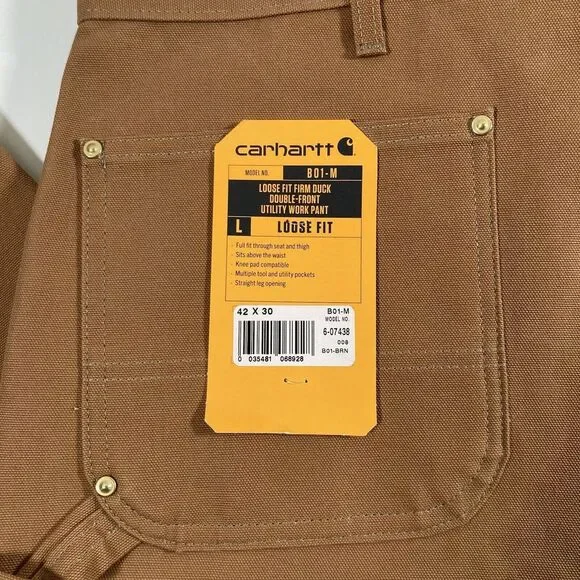 carhartt
MODEL NO. B01-M
LOOSE FIT FIRM DUCK
DOUBLE-FRONT
UTILITY WORK PANT
L LOOSE FIT
· Full fit through seat and thigh
· Sits above the waist
· Knee pad compatible
· Multiple tool and utility pockets
· Straight leg opening
42 X 30
B01-M
MODEL NO.
6-07438
008
B01-BRN
0 035481 068928